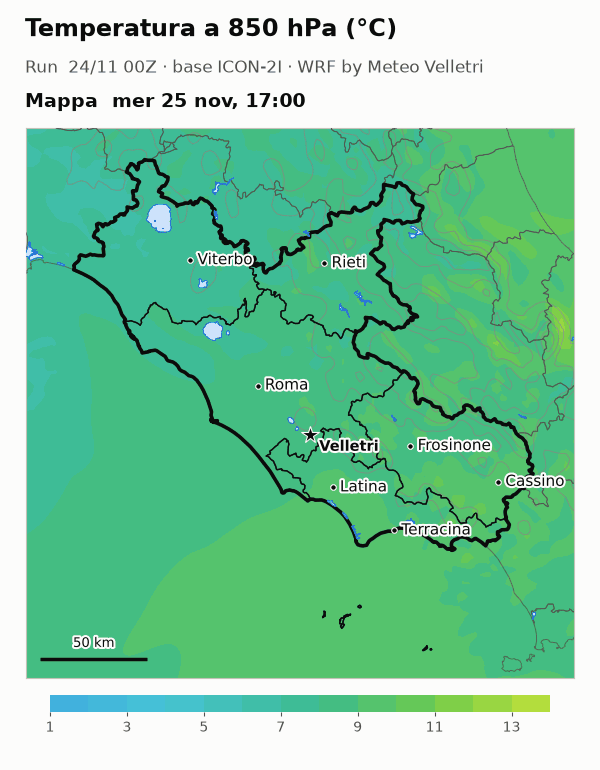 Temperatura a 850 hPa (°C)
Run  24/11 00Z · base ICON-2I · WRF by Meteo Velletri
Mappa  mer 25 nov, 17:00
Viterbo
Rieti
Roma
Velletri
Frosinone
Cassino
Latina
Terracina
50 km
1 3 5 7 9 11 13